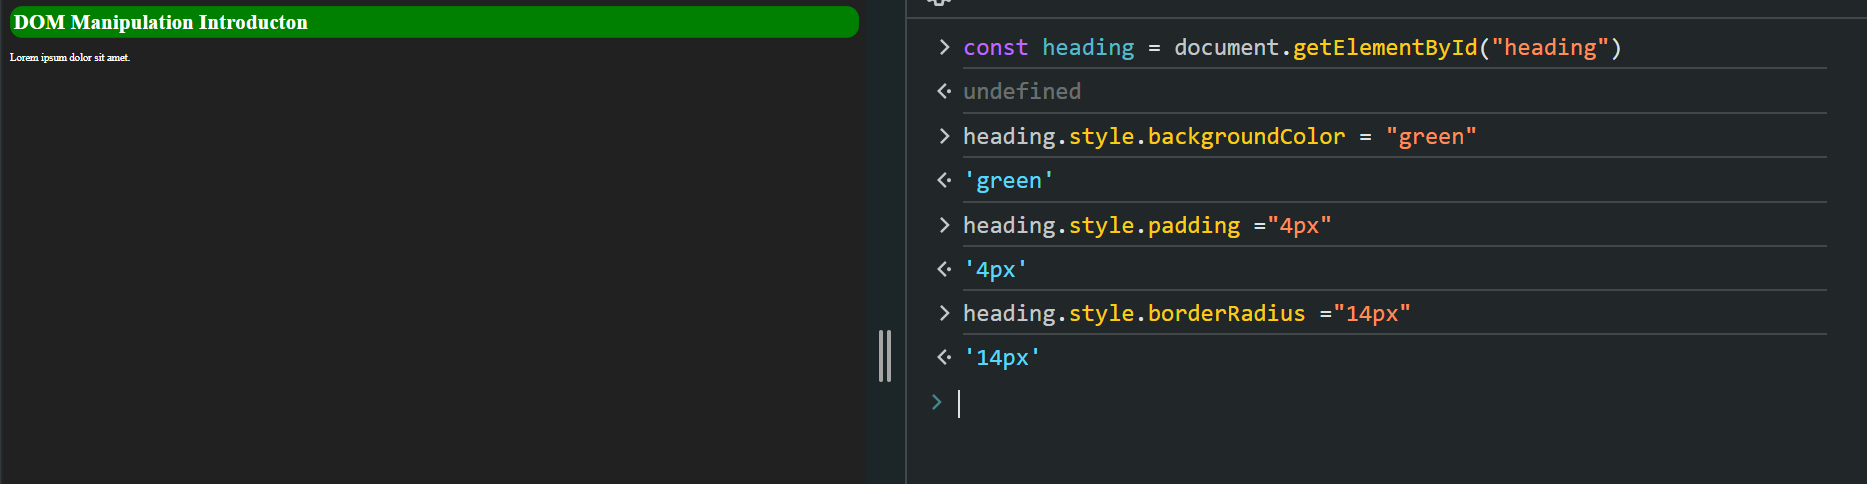 DOM Manipulation Introducton
Lorem ipsum dolor sit amet.
> const heading = document.getElementById("heading")
<· undefined
> heading.style.backgroundColor = "green"
<· 'green'
> heading.style.padding ="4px"
<· '4px'
> heading.style.borderRadius ="14px"
<· '14px'
>